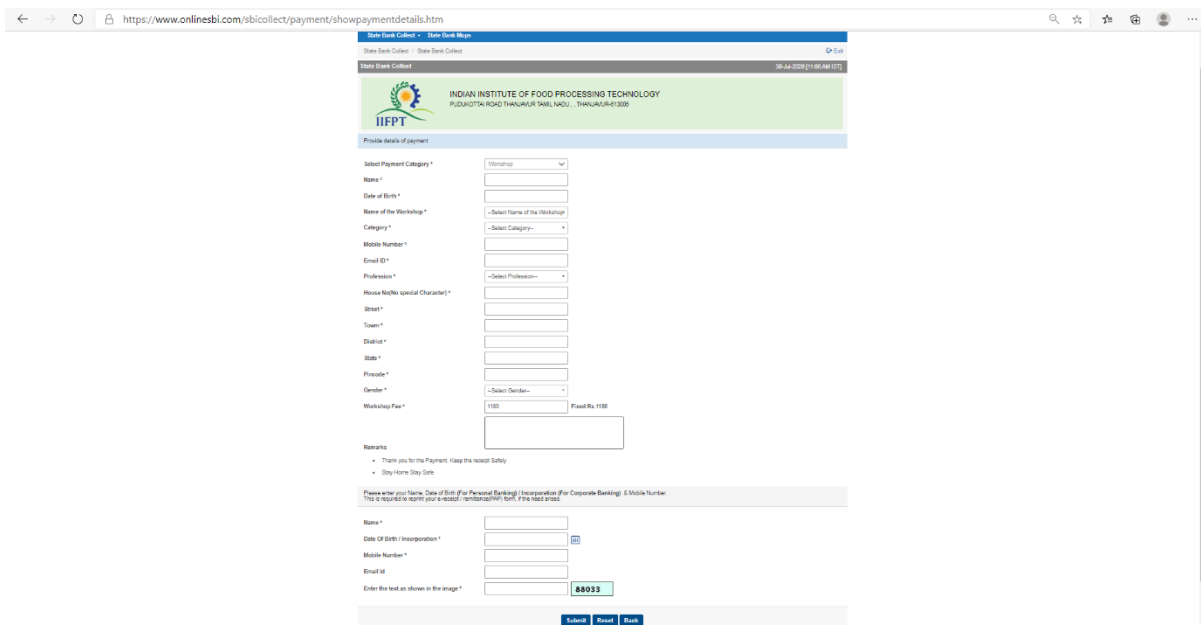 https://www.onlinesbi.com/sbicollect/payment/showpaymentdetails.htm
State Bank Collect State Bank Mops
State Bank Collect / State Bank Collect Exit
State Bank Collect [11:06 AM IST]
INDIAN INSTITUTE OF FOOD PROCESSING TECHNOLOGY
PUDUKOTTAI ROAD THANJAVUR TAMIL NADU , , THANJAVUR-613005
IIFPT
Provide details of payment
Select Payment Category * Workshop
Name *
Date of Birth *
Name of the Workshop * --Select Name of the Workshop
Category * --Select Category--
Mobile Number *
Email ID *
Profession * --Select Profession--
House No(No special Character) *
Street *
Town *
District *
State *
Pincode *
Gender * --Select Gender--
Workshop Fee * Fixed:Rs.
Remarks
Thank you for the Payment. Keep the receipt Safely
Stay Home Stay Safe
Please enter your Name, Date of Birth (For Personal Banking) / Incorporation (For Corporate Banking) & Mobile Number.
This is required to reprint your e-receipt / remittance(PAP) form, if the need arises.
Name *
Date Of Birth / Incorporation *
Mobile Number *
Email Id
Enter the text as shown in the image * 88033
Submit Reset Back